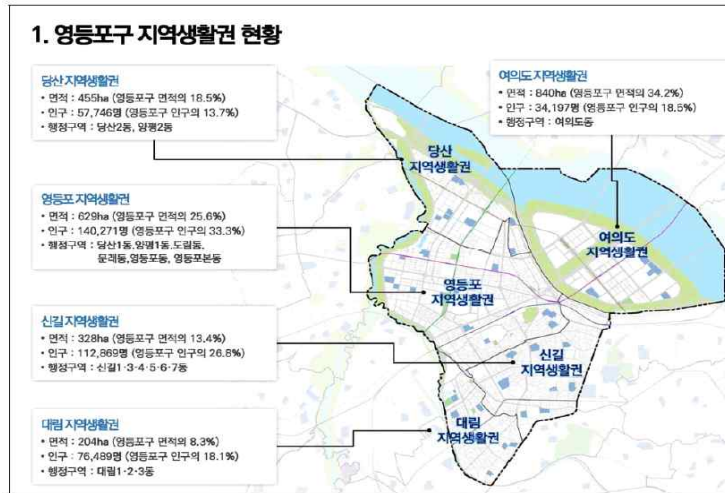 1. 영등포구 지역생활권 현황
당산 지역생활권
• 면적 : 455ha (영등포구 면적의 18.5%)
• 인구 : 57,746명 (영등포구 인구의 13.7%)
• 행정구역 : 당산2동, 양평2동
여의도 지역생활권
• 면적 : 840ha (영등포구 면적의 34.2%)
• 인구 : 34,197명 (영등포구 인구의 18.5%)
• 행정구역 : 여의도동
영등포 지역생활권
• 면적 : 629ha (영등포구 면적의 25.6%)
• 인구 : 140,271명 (영등포구 인구의 33.3%)
• 행정구역 : 당산1동,양평1동,도림동,
문래동,영등포동, 영등포본동
신길 지역생활권
• 면적 : 328ha (영등포구 면적의 13.4%)
• 인구 : 112,869명 (영등포구 인구의 26.8%)
• 행정구역 : 신길1·3·4·5·6·7동
대림 지역생활권
• 면적 : 204ha (영등포구 면적의 8.3%)
• 인구 : 76,489명 (영등포구 인구의 18.1%)
• 행정구역 : 대림1·2·3동
당산
지역생활권
여의도
지역생활권
영등포
지역생활권
신길
지역생활권
대림
지역생활권